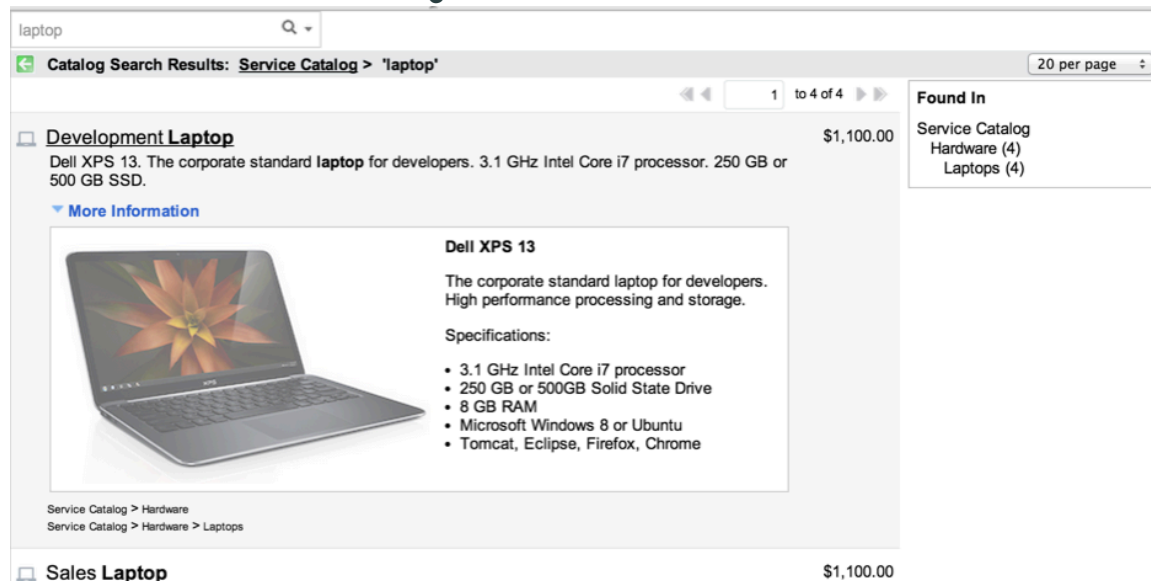 laptop
Catalog Search Results: Service Catalog > 'laptop'
20 per page
1 to 4 of 4
Found In
Service Catalog
Hardware (4)
Laptops (4)
Development Laptop
$1,100.00
Dell XPS 13. The corporate standard laptop for developers. 3.1 GHz Intel Core i7 processor. 250 GB or
500 GB SSD.
More Information
Dell XPS 13
The corporate standard laptop for developers.
High performance processing and storage.
Specifications:
• 3.1 GHz Intel Core i7 processor
• 250 GB or 500GB Solid State Drive
• 8 GB RAM
• Microsoft Windows 8 or Ubuntu
• Tomcat, Eclipse, Firefox, Chrome
XPS
Service Catalog > Hardware
Service Catalog > Hardware > Laptops
Sales Laptop
$1,100.00